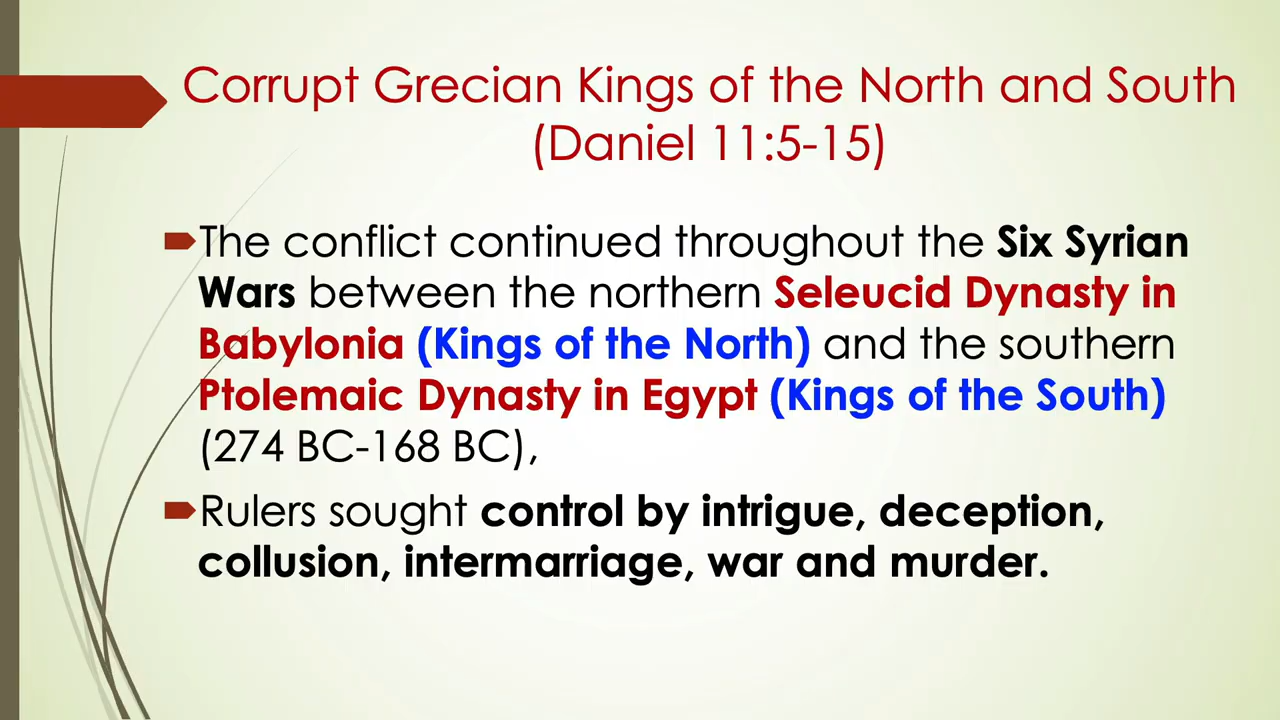 Corrupt Grecian Kings of the North and South
(Daniel 11:5-15)
The conflict continued throughout the Six Syrian
Wars between the northern Seleucid Dynasty in
Babylonia (Kings of the North) and the southern
Ptolemaic Dynasty in Egypt (Kings of the South)
(274 BC-168 BC),
Rulers sought control by intrigue, deception,
collusion, intermarriage, war and murder.